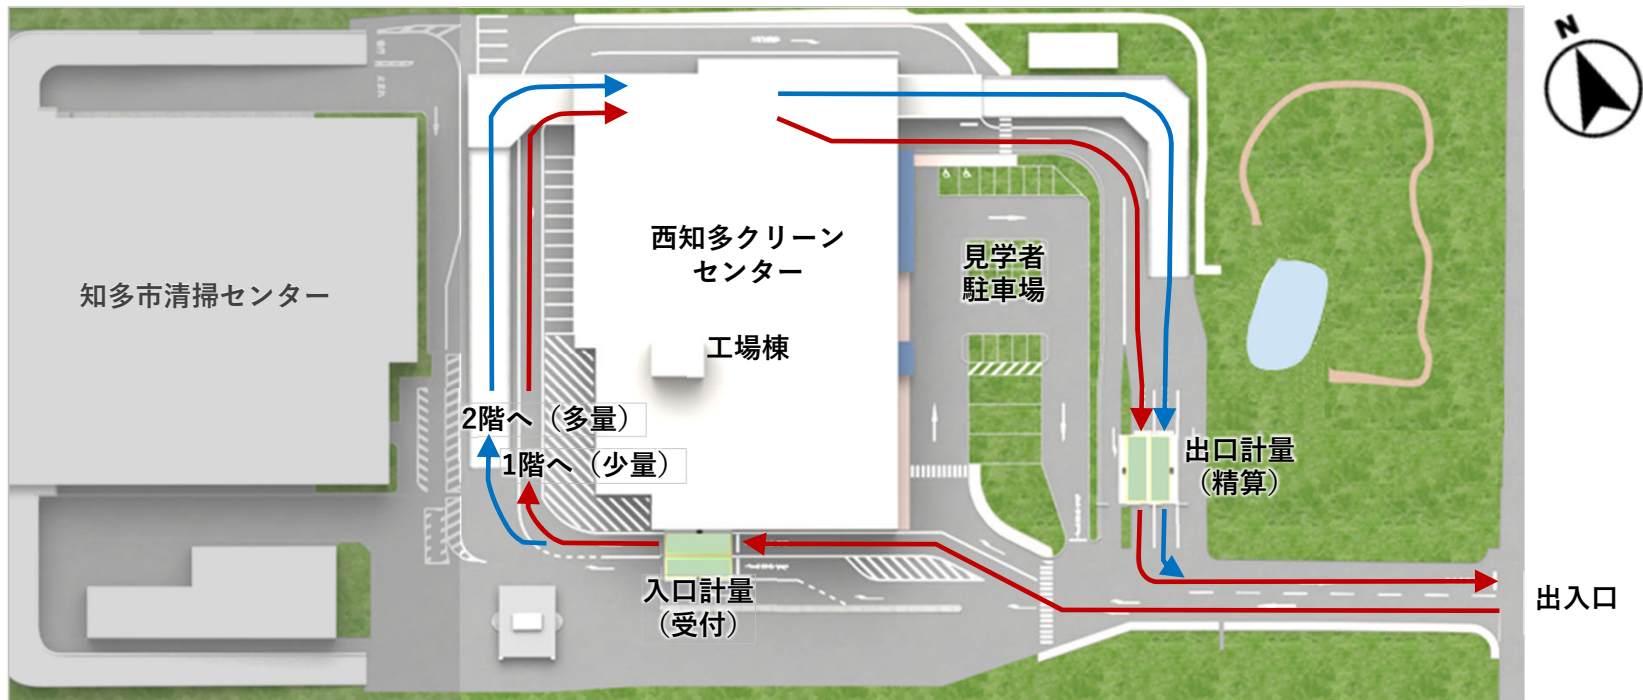 N
西知多クリーン
センター
知多市清掃センター
見学者
駐車場
工場棟
2階へ（多量）
1階へ（少量）
出口計量
（精算）
入口計量
（受付）
出入口